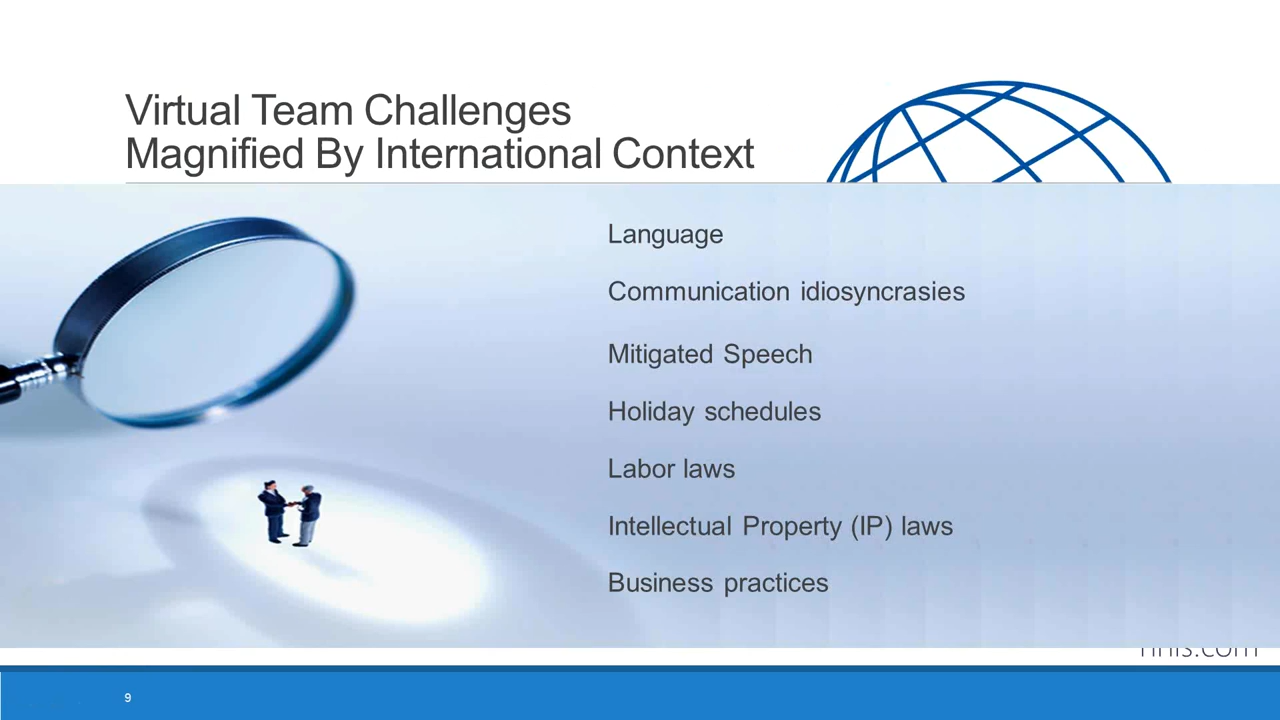 Virtual Team Challenges
Magnified By International Context
Language
Communication idiosyncrasies
Mitigated Speech
Holiday schedules
Labor laws
Intellectual Property (IP) laws
Business practices
9